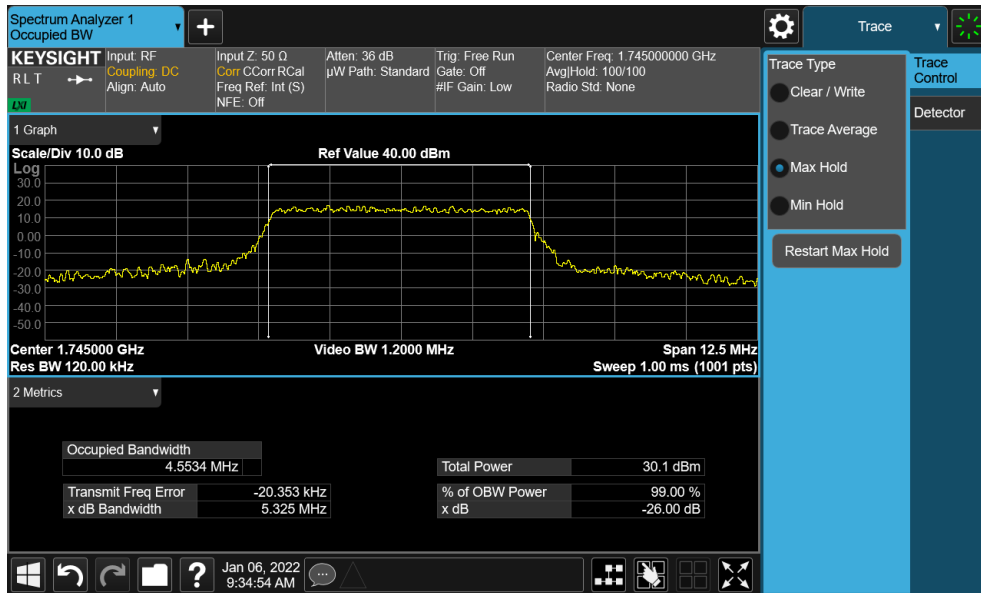 Spectrum Analyzer 1
Occupied BW
+
Trace
KEYSIGHT
R L T
LXI
Input: RF
Coupling: DC
Align: Auto
Input Z: 50 Ω
Corr CCorr RCal
Freq Ref: Int (S)
NFE: Off
Atten: 36 dB
µW Path: Standard
Trig: Free Run
Gate: Off
#IF Gain: Low
Center Freq: 1.745000000 GHz
Avg|Hold: 100/100
Radio Std: None
Trace Type
Clear / Write
Trace Average
Max Hold
Min Hold
Restart Max Hold
Trace
Control
Detector
1 Graph
Scale/Div 10.0 dB
Ref Value 40.00 dBm
Log
30.0
20.0
10.0
0.00
-10.0
-20.0
-30.0
-40.0
-50.0
Center 1.745000 GHz
Video BW 1.2000 MHz
Span 12.5 MHz
Res BW 120.00 kHz
Sweep 1.00 ms (1001 pts)
2 Metrics
Occupied Bandwidth
4.5534 MHz
Total Power 30.1 dBm
Transmit Freq Error -20.353 kHz
% of OBW Power 99.00 %
x dB Bandwidth 5.325 MHz
x dB -26.00 dB
?
Jan 06, 2022
9:34:54 AM